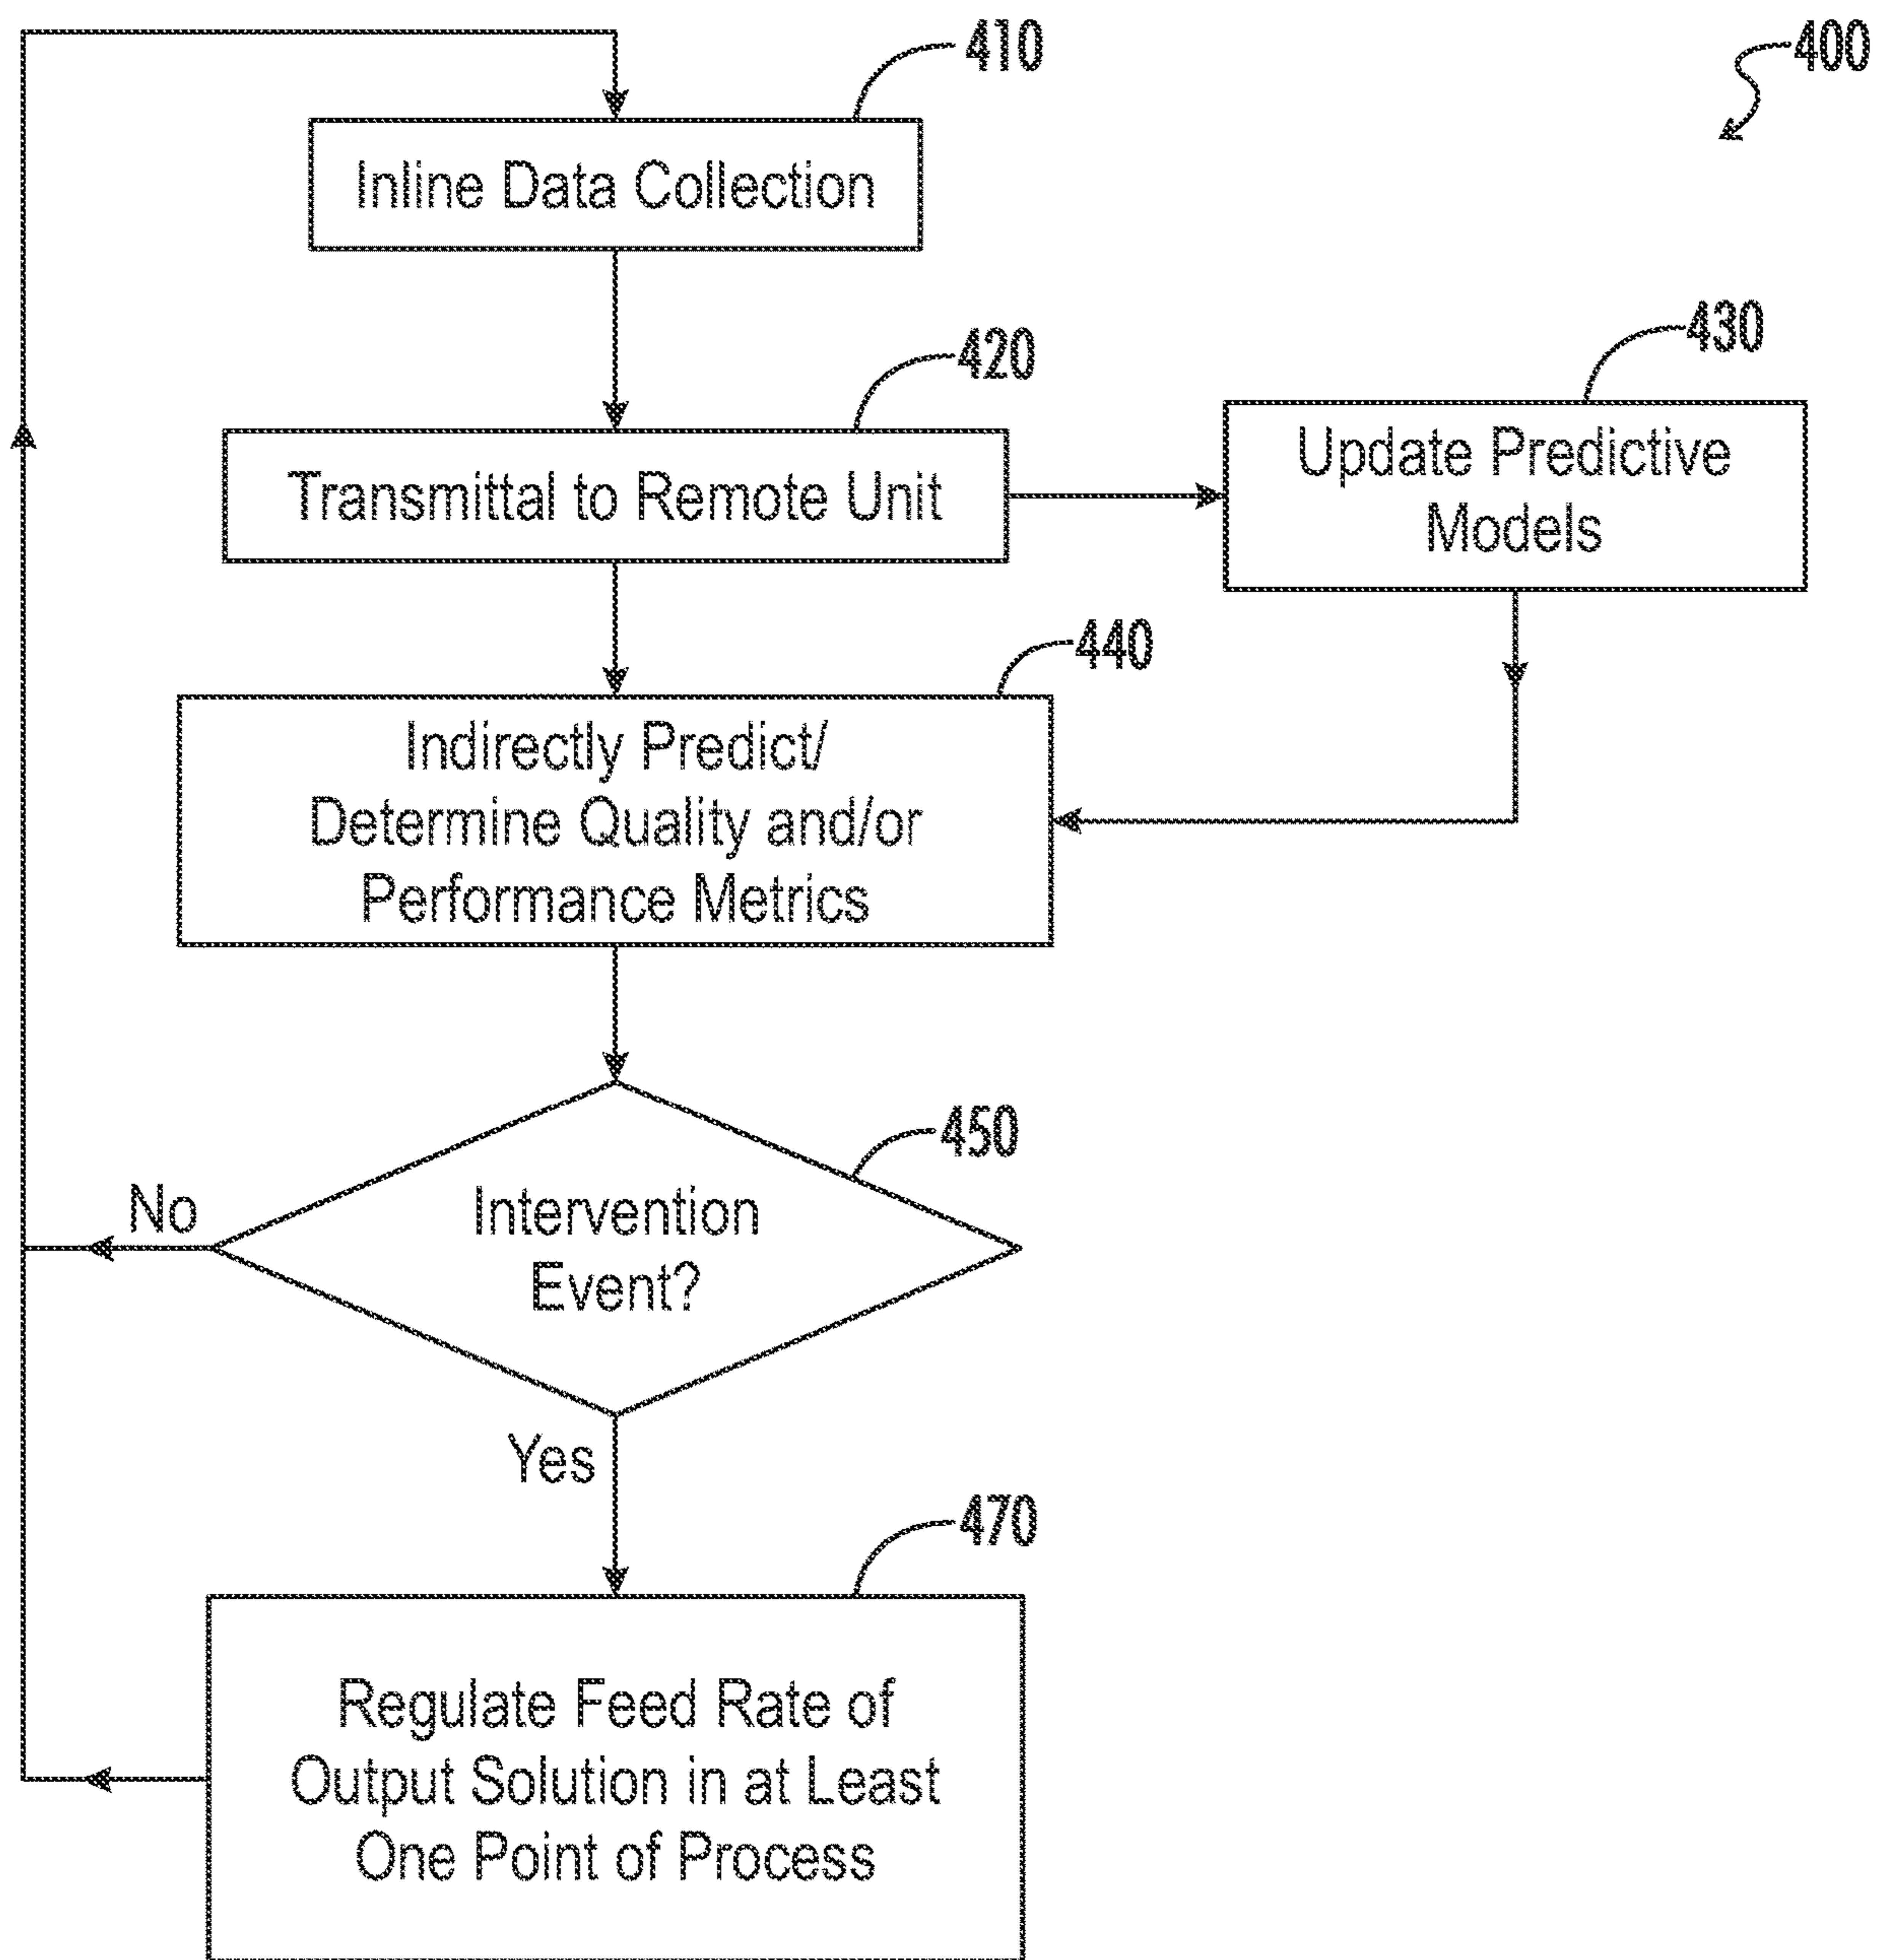 410
400
Inline Data Collection
420
430
Transmittal to Remote Unit
Update Predictive
Models
440
Indirectly Predict/
Determine Quality and/or
Performance Metrics
450
No
Intervention
Event?
Yes
470
Regulate Feed Rate of
Output Solution in at Least
One Point of Process